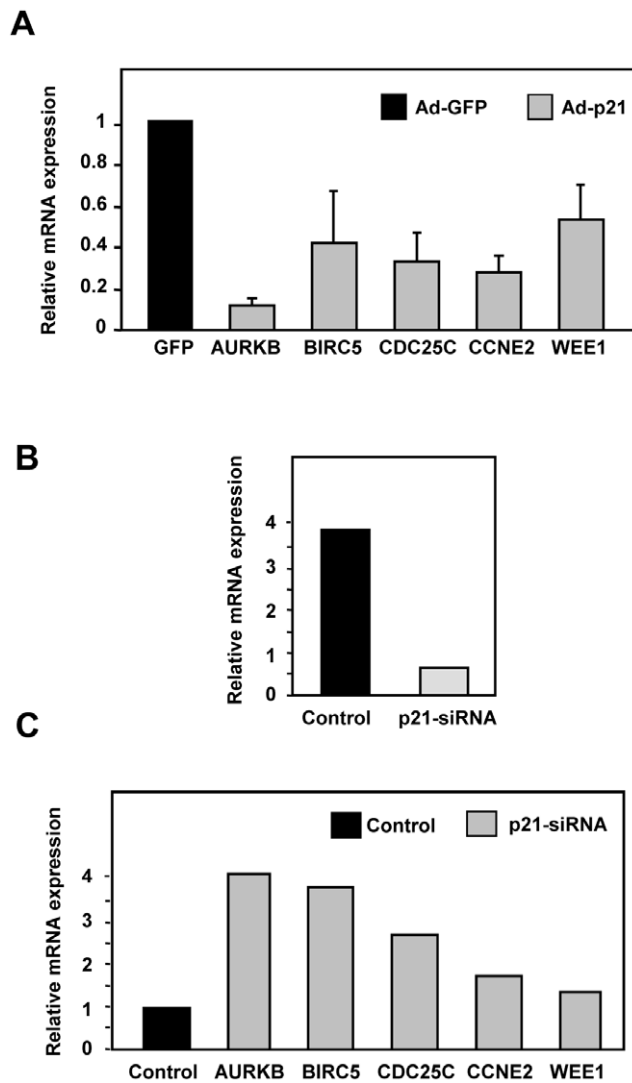 A
Relative mRNA expression
Ad-GFP Ad-p21
1
0.8
0.6
0.4
0.2
0
GFP AURKB BIRC5 CDC25C CCNE2 WEE1
B
Relative mRNA expression
4
3
2
1
0
Control p21-siRNA
C
Relative mRNA expression
Control p21-siRNA
4
3
2
1
0
Control AURKB BIRC5 CDC25C CCNE2 WEE1